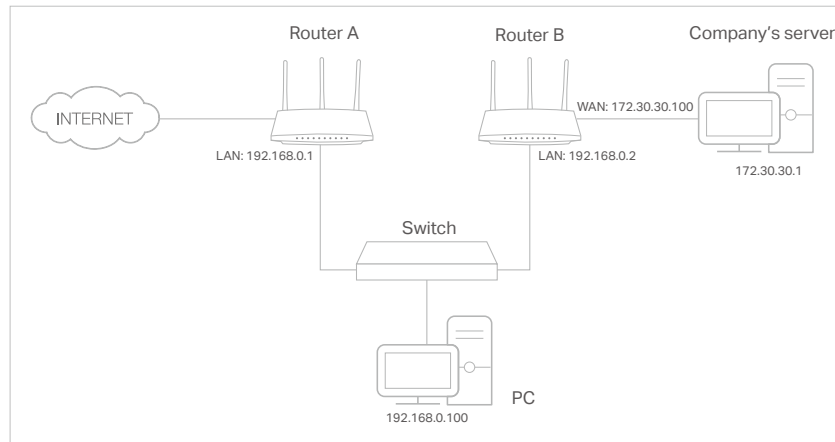 Router A
Router B
Company's server
INTERNET
WAN: 172.30.30.100
LAN: 192.168.0.1
LAN: 192.168.0.2
172.30.30.1
Switch
PC
192.168.0.100